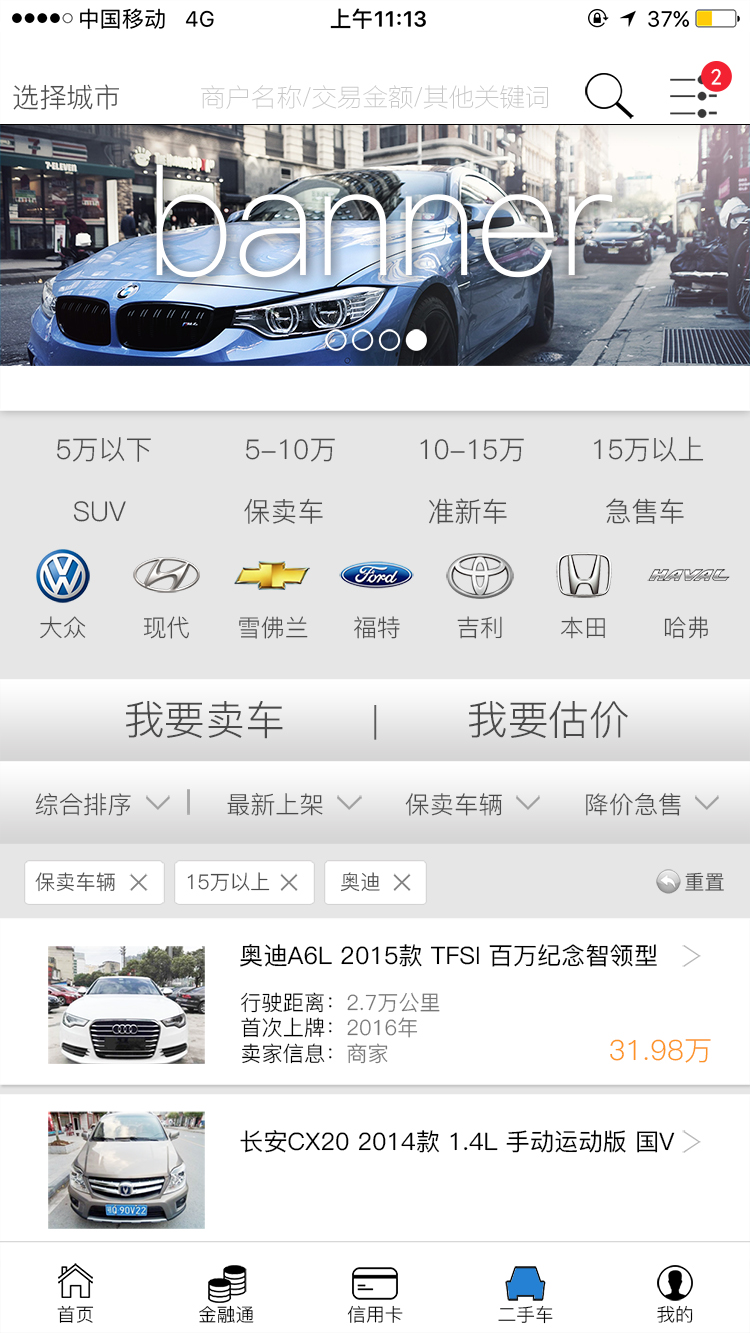 中国移动 4G 上午11:13 37%
选择城市 商户名称/交易金额/其他关键词 2
7-ELEVEN
banner
5万以下 5-10万 10-15万 15万以上
SUV 保卖车 准新车 急售车
Ford HAVAL
大众 现代 雪佛兰 福特 吉利 本田 哈弗
我要卖车 | 我要估价
综合排序 | 最新上架 保卖车辆 降价急售
保卖车辆 15万以上 奥迪 重置
奥迪A6L 2015款 TFSI 百万纪念智领型
行驶距离：2.7万公里
首次上牌：2016年
卖家信息：商家
31.98万
长安CX20 2014款 1.4L 手动运动版 国V
首页 金融通 信用卡 二手车 我的